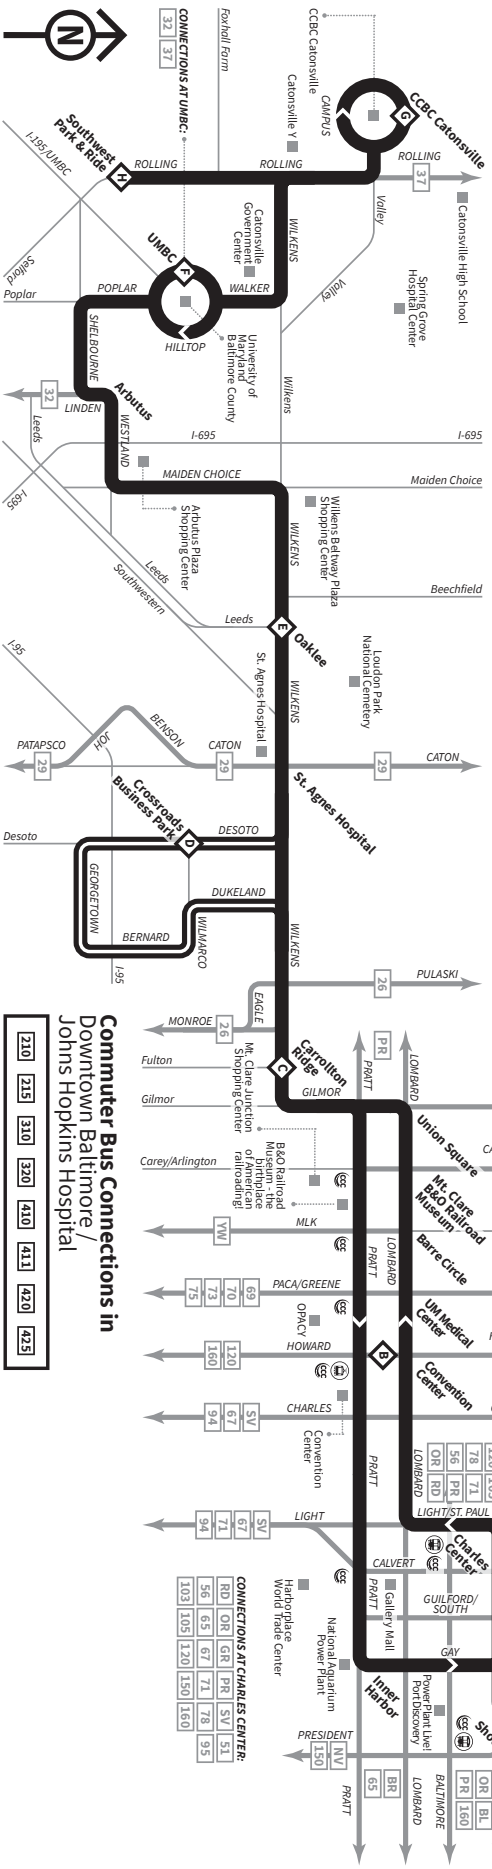 N
CONNECTIONS AT UMBC:
32
37
Foxhall Farm
CCBC Catonsville
Catonsville Y
CAMPUS
G
CCBC Catonsville
Southwest
Park & Ride
H
ROLLING
ROLLING
ROLLING
37
I-195/UMBC
Selford
Poplar
UMBC
F
Catonsville
Government
Center
WILKENS
Valley
Valley
Catonsville High School
Spring Grove
Hospital Center
POPLAR
WALKER
HILLTOP
University of
Maryland
Baltimore County
SHELBOURNE
Arbutus
32
LINDEN
Leeds
WESTLAND
Wilkens
I-695
I-695
I-695
MAIDEN CHOICE
Maiden Choice
Arbutus Plaza
Shopping Center
Wilkens Beltway Plaza
Shopping Center
WILKENS
Leeds
Southwestern
Beechfield
Leeds
E
Oaklee
Loudon Park
National Cemetery
St. Agnes Hospital
WILKENS
I-95
JOH
BENSON
PATAPSCO
29
CATON
29
29
CATON
St. Agnes Hospital
Crossroads
Business Park
D
Desoto
DESOTO
GEORGETOWN
DUKELAND
BERNARD
WILMARCO
WILKENS
I-95
26
PULASKI
EAGLE
MONROE
26
Fulton
C
Carrollton
Ridge
Gilmor
GILMOR
PR
PRATT
LOMBARD
Mt. Clare Junction
Shopping Center
B&O Railroad
Museum - the
birthplace
of American
railroading!
Carey/Arlington
CCC
Union Square
CA
Mt. Clare
B&O Railroad
Museum
MLK
YW
CCC
PRATT
LOMBARD
Barre Circle
PACA/GREENE
75
73
70
69
CCC
OPACY
UM Medical
Center
HOWARD
160
120
CCC
B
Convention
Center
CHARLES
94
67
SV
Convention
Center
PRATT
LOMBARD
OR
56
78
RD
PR
71
LIGHT/ST. PAUL
LIGHT
94
71
67
SV
CCC
Charles
Center
CALVERT
CCC
PRATT
Gallery Mall
GUILFORD/
SOUTH
Harborplace
World Trade Center
National Aquarium
Power Plant
GAY
Inner
Harbor
Power Plant Live!
Port Discovery
CCC
Sho
PRESIDENT
150
NV
PRATT
65
BR
LOMBARD
BALTIMORE
PR
OR
160
BL
Commuter Bus Connections in
Downtown Baltimore/
Johns Hopkins Hospital
210 215 310 320 410 411 420 425
CONNECTIONS AT CHARLES CENTER:
RD OR GR PR SV 51
56 65 67 71 78 95
103 105 120 150 160